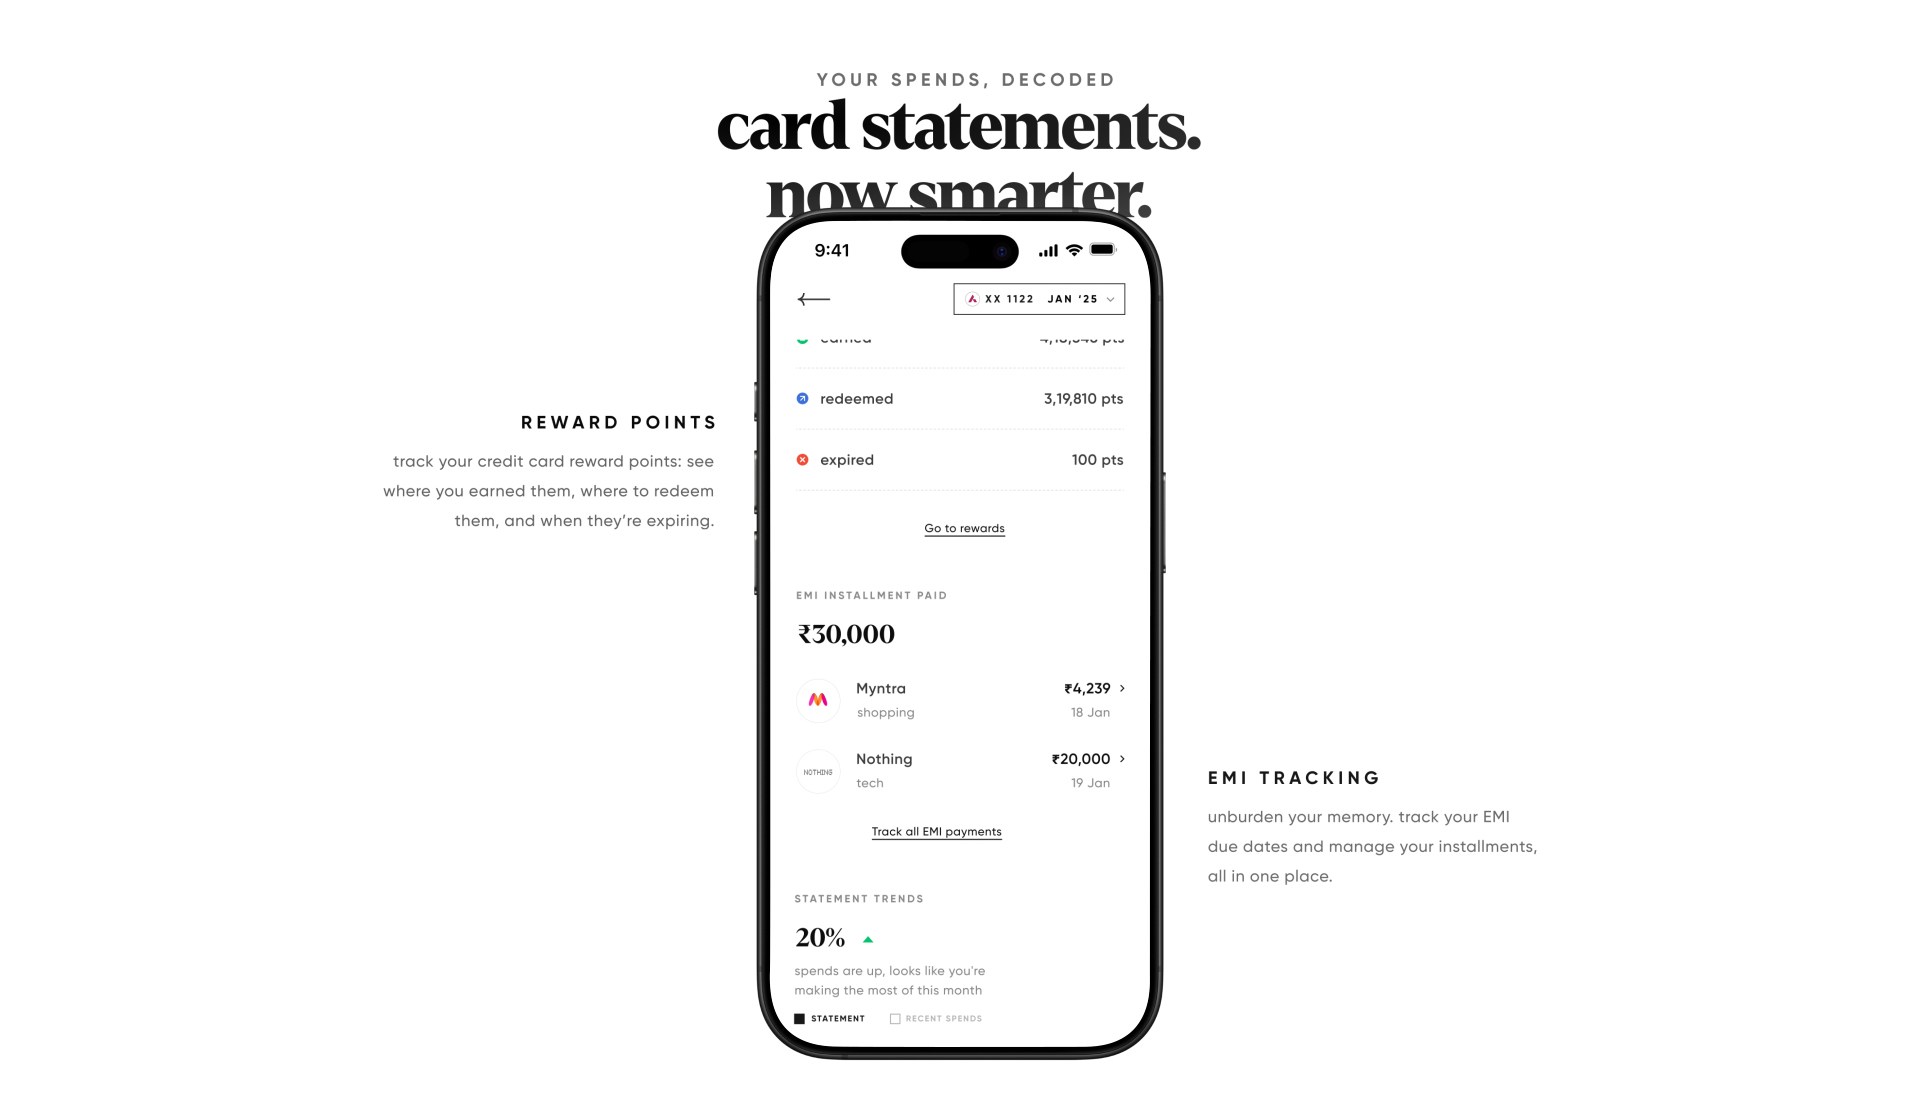 YOUR SPENDS, DECODED
card statements.
now smarter.
9:41
XX 1122 JAN '25
earned pts
redeemed 3,19,810 pts
expired 100 pts
Go to rewards
REWARD POINTS
track your credit card reward points: see
where you earned them, where to redeem
them, and when they’re expiring.
EMI INSTALLMENT PAID
₹30,000
Myntra ₹4,239
shopping 18 Jan
NOTHING
Nothing ₹20,000
tech 19 Jan
Track all EMI payments
EMI TRACKING
unburden your memory. track your EMI
due dates and manage your installments,
all in one place.
STATEMENT TRENDS
20%
spends are up, looks like you're
making the most of this month
STATEMENT RECENT SPENDS